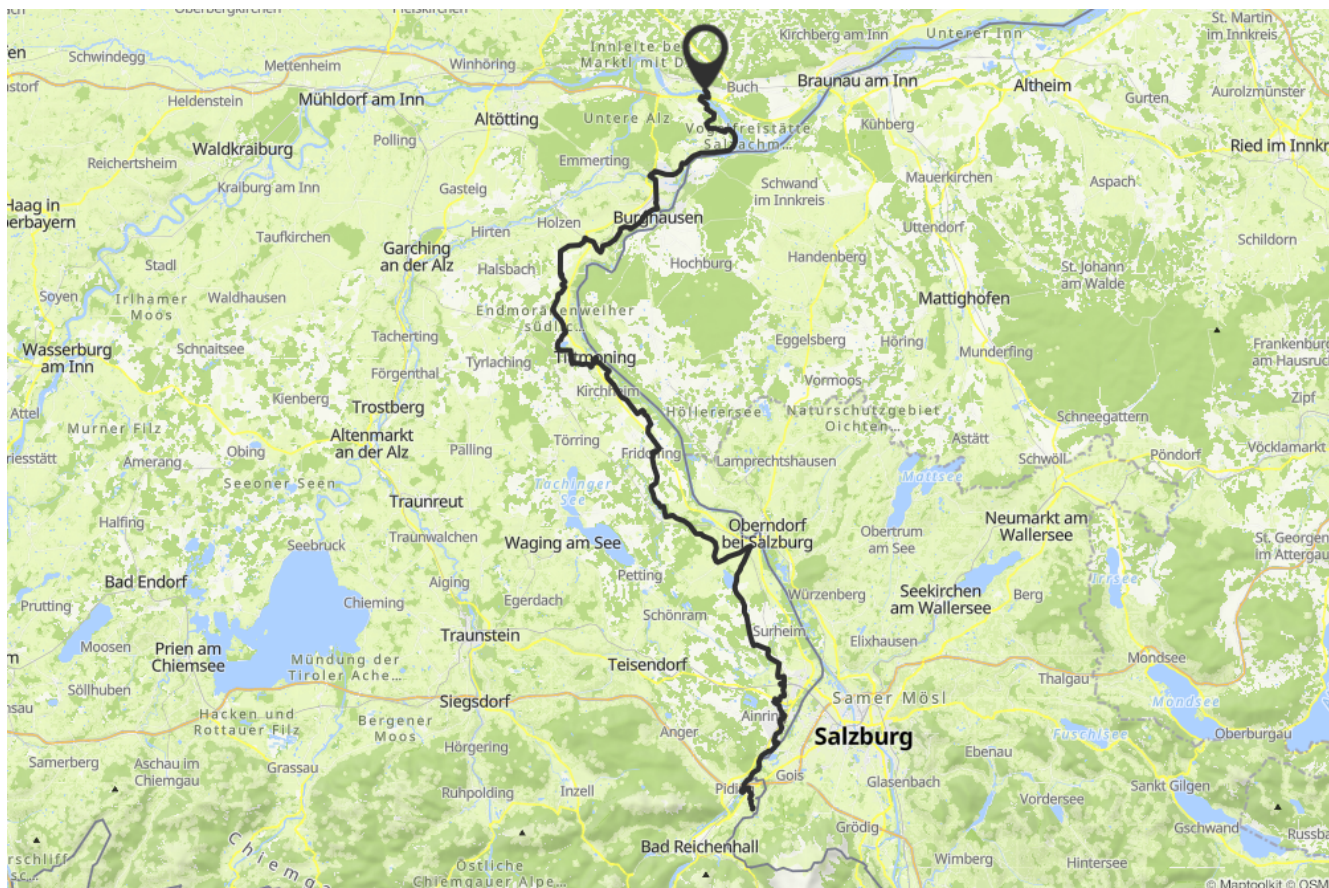 Oberbergkirchen
Pleiskirchen
Kirchberg am Inn
Unterer Inn
St. Martin
im Innkreis
Schwindegg
Mettenheim
Winhöring
Innleite be
Marktl mit D
Buch
Braunau am Inn
Altheim
Gurten
Aurolzmünster
Heldenstein
Mühldorf am Inn
Altötting
Untere Alz
Kühberg
Polling
Waldkraiburg
Emmerting
Ried im Innkr
Reichertsheim
Kraiburg am Inn
Gasteig
Schwand
im Innkreis
Mauerkirchen
Aspach
Haag in
berbayern
Taufkirchen
Hirten
Holzen
Burghausen
Uttendorf
Schildorn
Garching
an der Alz
Halsbach
Hochburg
Handenberg
St. Johann
am Walde
Stadl
Soyen
Irlhamer
Moos
Waldhausen
Endmoränenweiher
südlic...
Mattighofen
Wasserburg
am Inn
Schnaitsee
Tacherting
Tyrlaching
Tittmoning
Eggelsberg
Höring
Munderfing
Frankenburg
am Hausruc
Förgenthal
Kirchheim
Vormoos
Kienberg
Trostberg
Höllerersee
Naturschutzgebiet
Oichten...
Zipf
Attel
Murner Filz
Altenmarkt
an der Alz
Törring
Schneegattern
Astätt
Obing
Palling
Fridolfing
Lamprechtshausen
Vöcklamarkt
Amerang
Schwöll
Pöndorf
Seeoner Seen
Tachinger
See
Mattsee
Traunreut
Halfing
Oberndorf
bei Salzburg
Obertrum
am See
Neumarkt am
Wallersee
Seebruck
Traunwalchen
Waging am See
St. Georgen
im Attergau
Bad Endorf
Aiging
Petting
Seekirchen
am Wallersee
Irrsee
Prutting
Chieming
Egerdach
Schönram
Würzenberg
Berg
Moosen
Prien am
Chiemsee
Traunstein
Surheim
Elixhausen
Mündung der
Tiroler Ache...
Teisendorf
Mondsee
Thalgau
Söllhuben
Siegsdorf
Samer Mösl
Mondsee
Hacken und
Rottauer Filz
Bergener
Moos
Ainring
Anger
Salzburg
Fuschlsee
Oberburgau
Samerberg
Aschau im
Chiemgau
Grassau
Hörgering
Ebenau
Gois
Glasenbach
Sankt Gilgen
Ruhpolding
Inzell
Vordersee
Grödig
Gschwand
Russba
Bad Reichenhall
Wimberg
Hintersee
Östliche
Chiemgauer Alpe...
© Maptoolkit © OSM